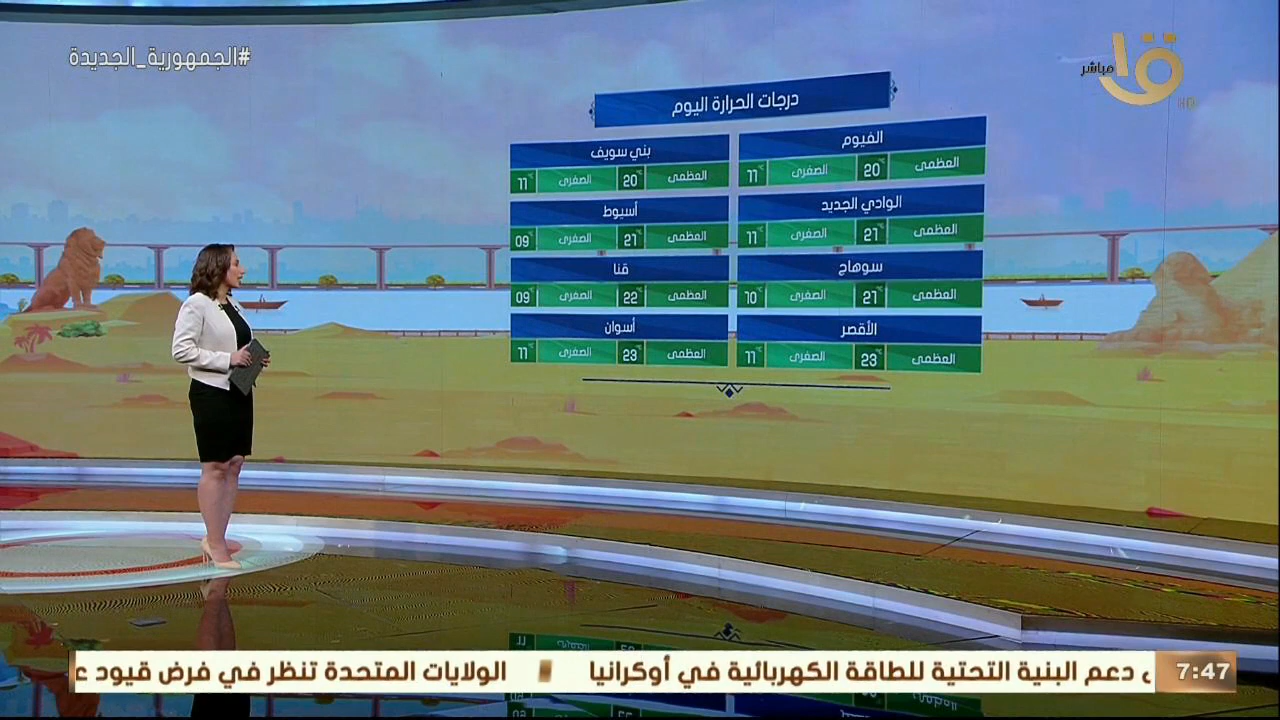 #الجمهورية_الجديدة
مباشر
HD
درجات الحرارة اليوم
الفيوم
العظمى 20°C الصغرى 11°C
بني سويف
العظمى 20°C الصغرى 11°C
الوادي الجديد
العظمى 21°C الصغرى 11°C
أسيوط
العظمى 21°C الصغرى 09°C
سوهاج
العظمى 21°C الصغرى 10°C
قنا
العظمى 22°C الصغرى 09°C
الأقصر
العظمى 23°C الصغرى 11°C
أسوان
العظمى 23°C الصغرى 11°C
7:47
دعم البنية التحتية للطاقة الكهربائية في أوكرانيا الولايات المتحدة تنظر في فرض قيود